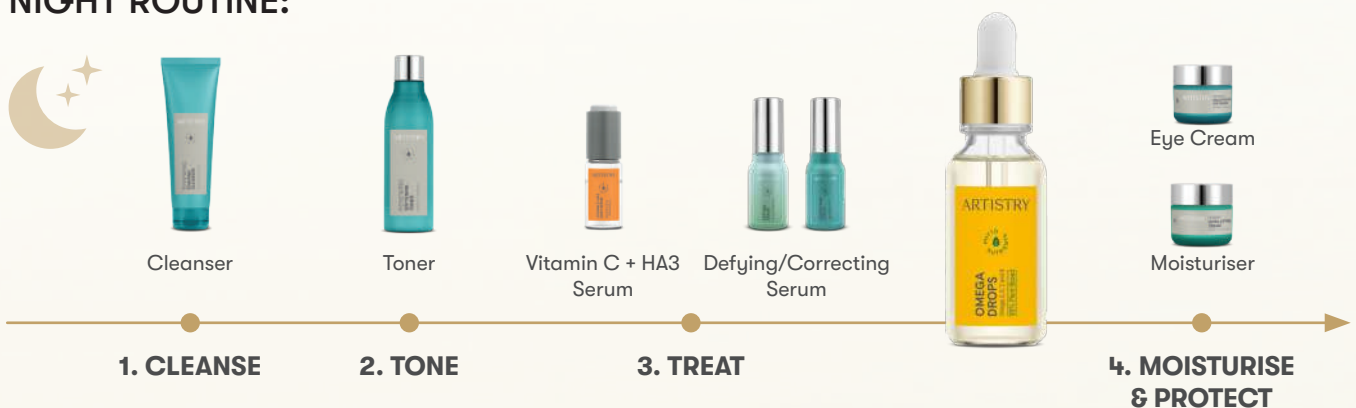 NIGHT ROUTINE:
Cleanser
Toner
Vitamin C + HA3
Serum
Defying/Correcting
Serum
ARTISTRY
OMEGA
DROPS
Eye Cream
Moisturiser
1. CLEANSE
2. TONE
3. TREAT
4. MOISTURISE
& PROTECT